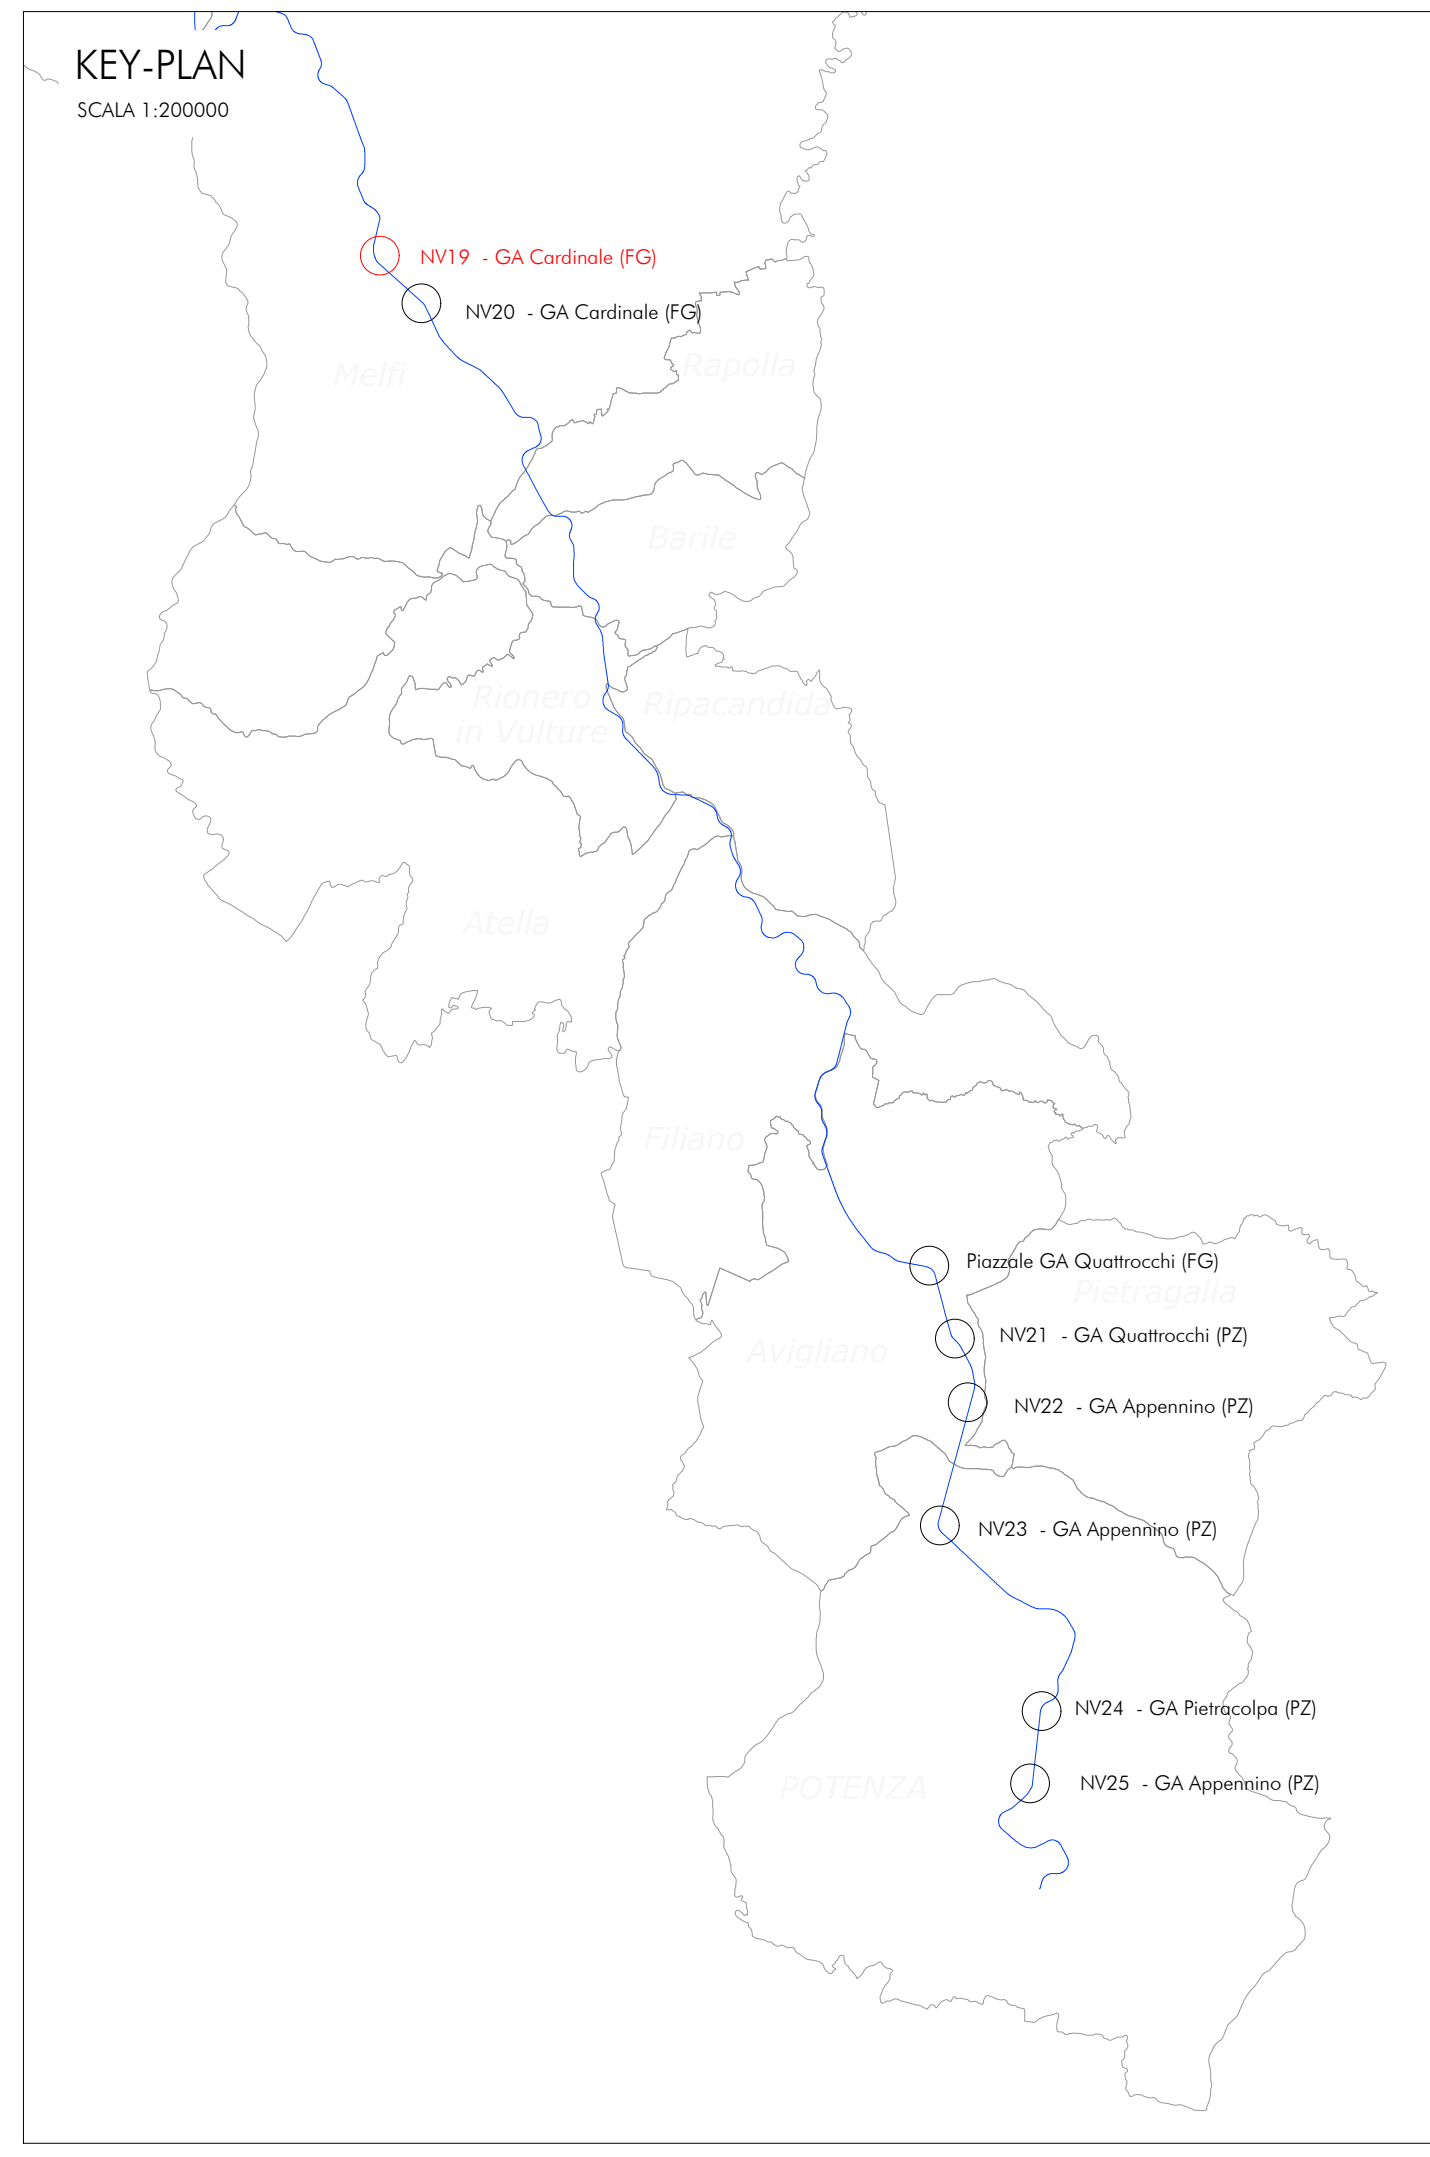 KEY-PLAN
SCALA 1:200000
NV19 - GA Cardinale (FG)
NV20 - GA Cardinale (FG)
Rapolla
Melfi
Barile
Rionero
in Vulture
Ripacandida
Atella
Filiano
Piazzale GA Quattrocchi (FG)
Pietragalla
NV21 - GA Quattrocchi (PZ)
Avigliano
NV22 - GA Appennino (PZ)
NV23 - GA Appennino (PZ)
NV24 - GA Pietracolpa (PZ)
NV25 - GA Appennino (PZ)
POTENZA